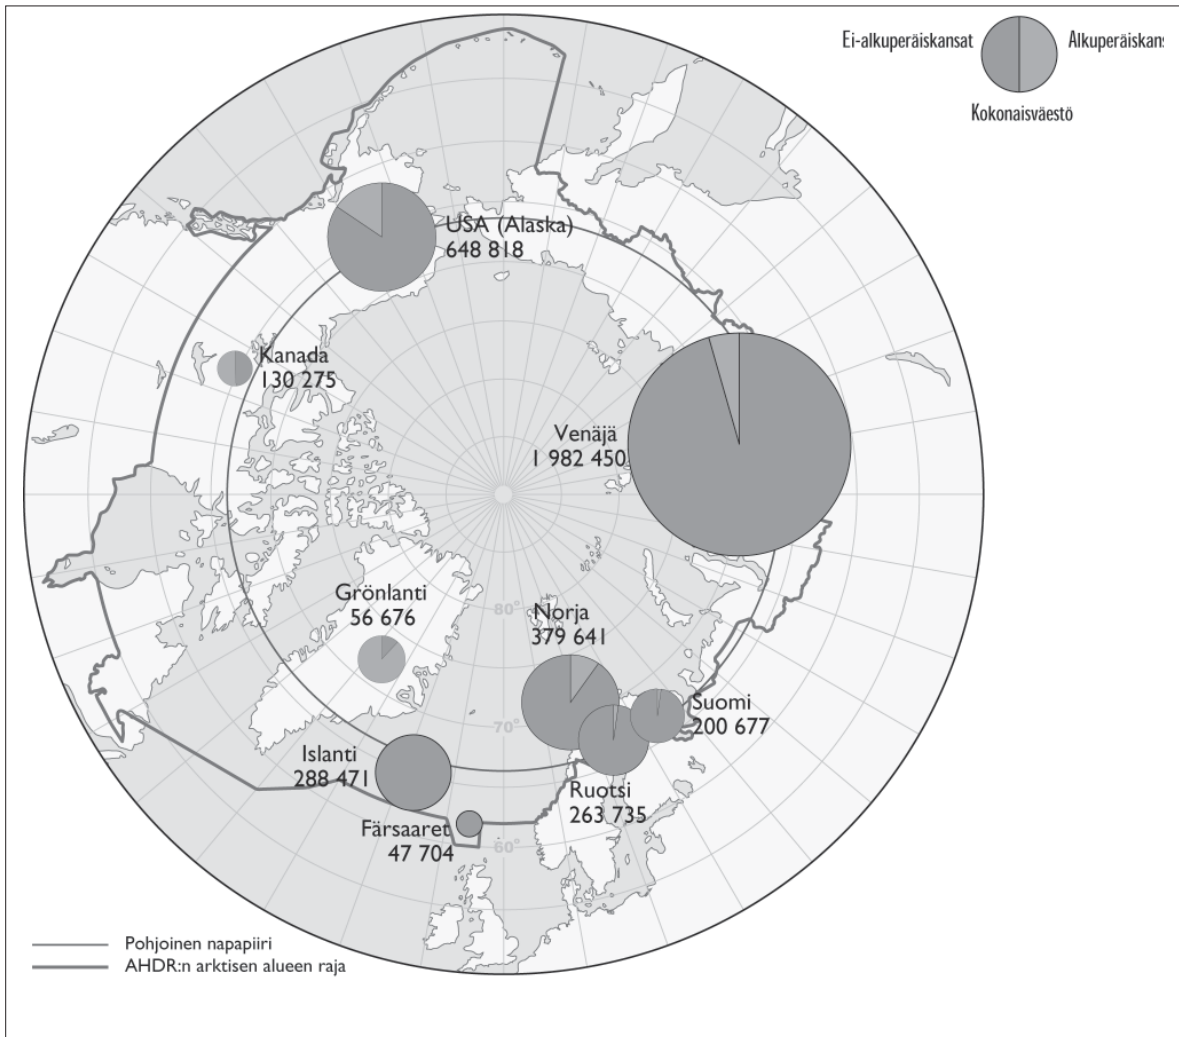 Ei-alkuperäiskansat
Alkuperäiskans
Kokonaisväestö
USA (Alaska)
648 818
Kanada
130 275
Venäjä
1 982 450
Grönlanti
56 676
80°
Norja
379 641
Suomi
200 677
70°
Islanti
288 471
Ruotsi
263 735
Färsaaret
47 704
60°
Pohjoinen napapiiri
AHDR:n arktisen alueen raja